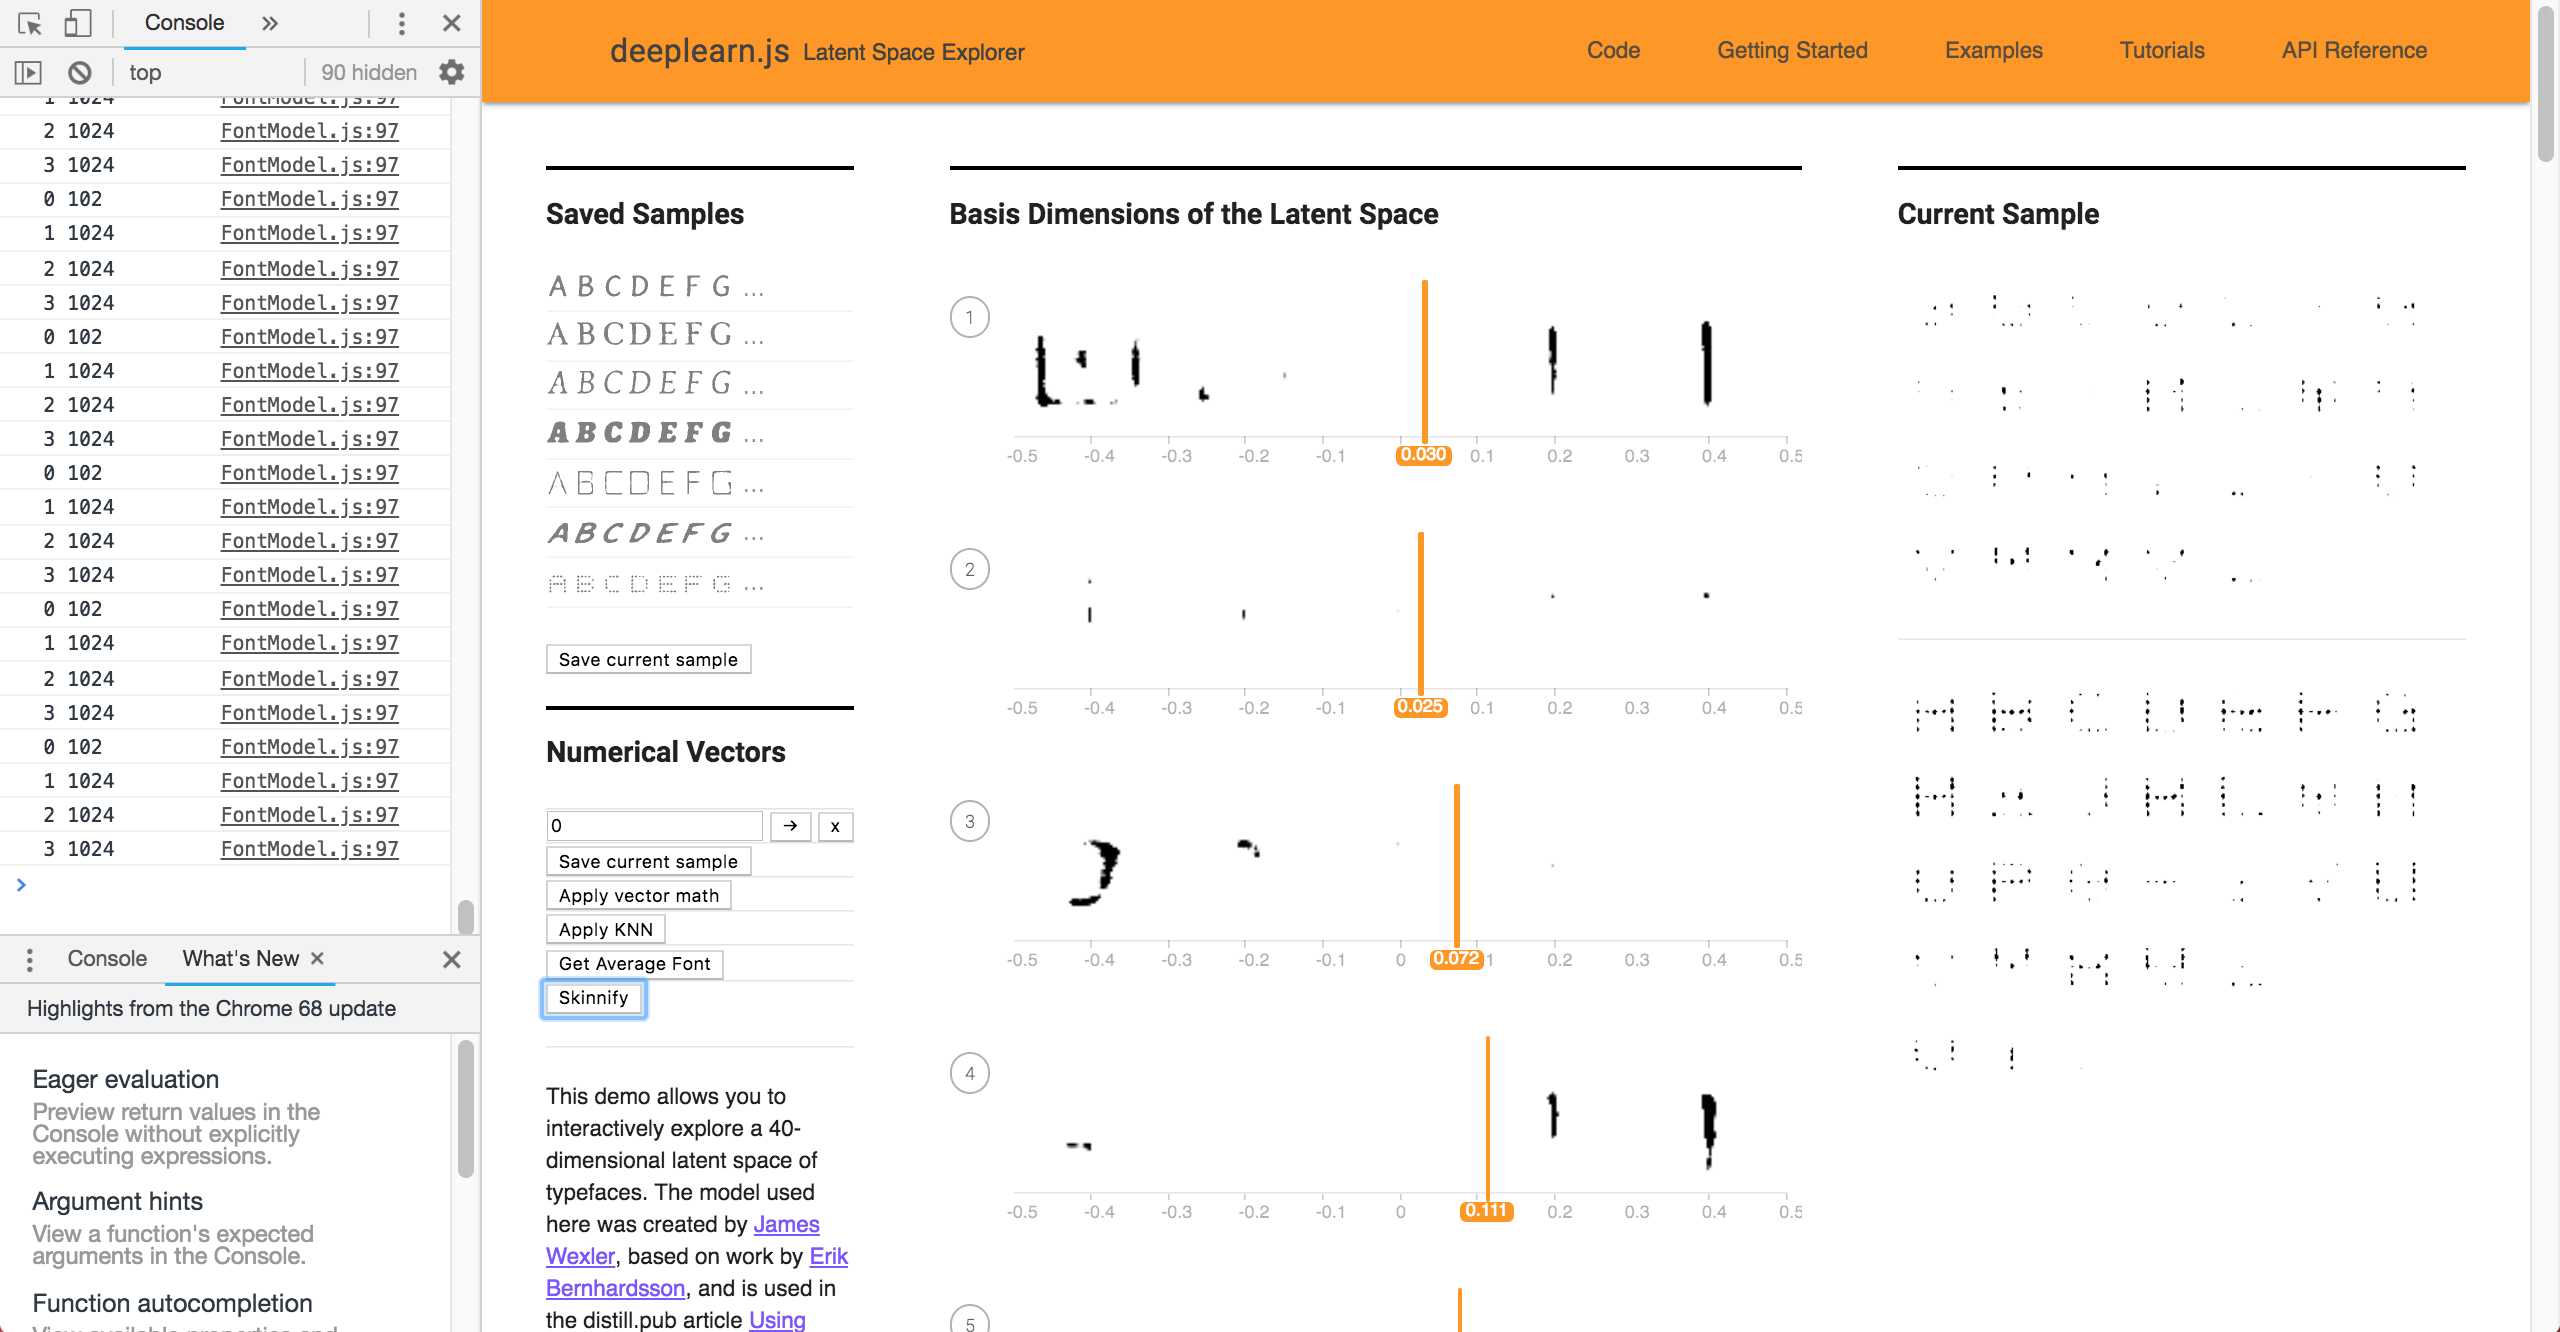 Console
top
90 hidden
1 1024 FontModel.js:97
2 1024 FontModel.js:97
3 1024 FontModel.js:97
0 102 FontModel.js:97
1 1024 FontModel.js:97
2 1024 FontModel.js:97
3 1024 FontModel.js:97
0 102 FontModel.js:97
1 1024 FontModel.js:97
2 1024 FontModel.js:97
3 1024 FontModel.js:97
0 102 FontModel.js:97
1 1024 FontModel.js:97
2 1024 FontModel.js:97
3 1024 FontModel.js:97
0 102 FontModel.js:97
1 1024 FontModel.js:97
2 1024 FontModel.js:97
3 1024 FontModel.js:97
0 102 FontModel.js:97
1 1024 FontModel.js:97
2 1024 FontModel.js:97
3 1024 FontModel.js:97
Console What's New ×
Highlights from the Chrome 68 update
Eager evaluation
Preview return values in the
Console without explicitly
executing expressions.
Argument hints
View a function's expected
arguments in the Console.
Function autocompletion
deeplearn.js Latent Space Explorer
Code Getting Started Examples Tutorials API Reference
Saved Samples
A B C D E F G ...
A B C D E F G ...
A B C D E F G ...
A B C D E F G ...
A B C D E F G ...
A B C D E F G ...
A B C D E F G ...
Save current sample
Numerical Vectors
0 → x
Save current sample
Apply vector math
Apply KNN
Get Average Font
Skinnify
This demo allows you to
interactively explore a 40-
dimensional latent space of
typefaces. The model used
here was created by James
Wexler, based on work by Erik
Bernhardsson, and is used in
the distill.pub article Using
Basis Dimensions of the Latent Space
1
-0.5 -0.4 -0.3 -0.2 -0.1 0.030 0.1 0.2 0.3 0.4 0.5
2
-0.5 -0.4 -0.3 -0.2 -0.1 0.025 0.1 0.2 0.3 0.4 0.5
3
-0.5 -0.4 -0.3 -0.2 -0.1 0 0.072 1 0.2 0.3 0.4 0.5
4
-0.5 -0.4 -0.3 -0.2 -0.1 0 0.111 0.2 0.3 0.4 0.5
5
Current Sample